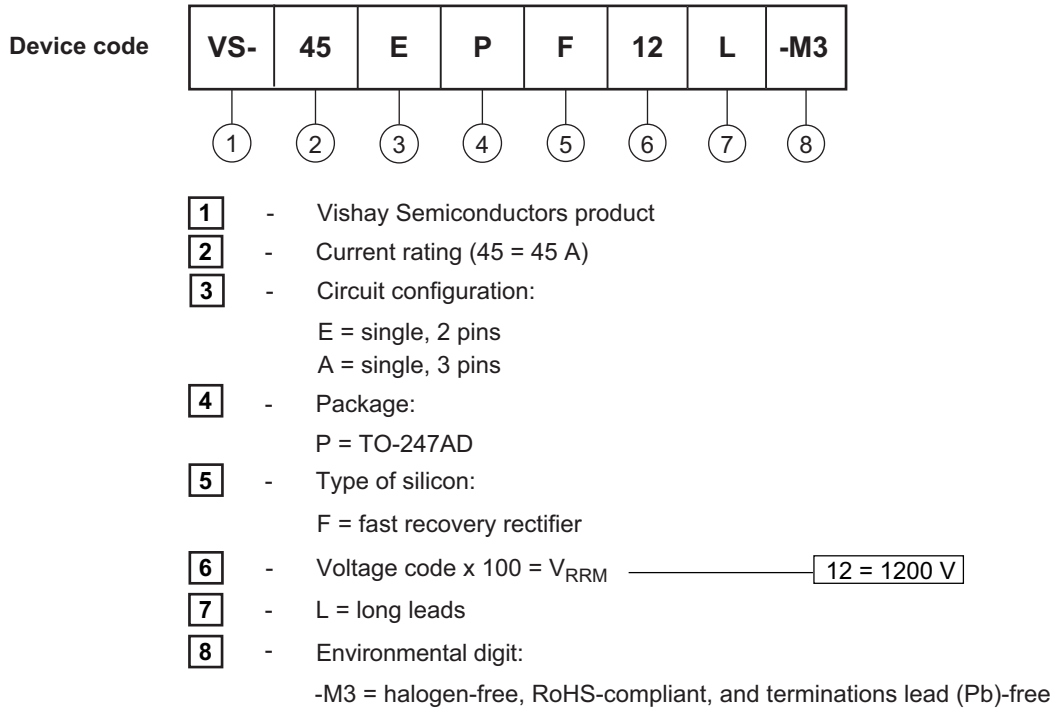 Device code VS- 45 E P F 12 L -M3
1 2 3 4 5 6 7 8
1 - Vishay Semiconductors product
2 - Current rating (45 = 45 A)
3 - Circuit configuration:
E = single, 2 pins
A = single, 3 pins
4 - Package:
P = TO-247AD
5 - Type of silicon:
F = fast recovery rectifier
6 - Voltage code x 100 = VRRM 12 = 1200 V
7 - L = long leads
8 - Environmental digit:
-M3 = halogen-free, RoHS-compliant, and terminations lead (Pb)-free